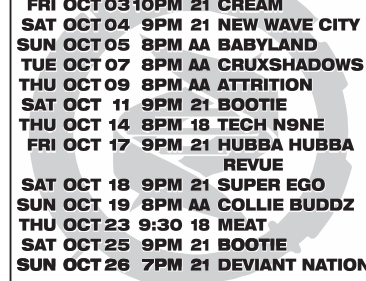 FRI OCT 03 10PM 21 CREAM
SAT OCT 04 9PM 21 NEW WAVE CITY
SUN OCT 05 8PM AA BABYLAND
TUE OCT 07 8PM AA CRUXSHADOWS
THU OCT 09 8PM AA ATTRITION
SAT OCT 11 9PM 21 BOOTIE
THU OCT 14 8PM 18 TECH N9NE
FRI OCT 17 9PM 21 HUBBA HUBBA
REVUE
SAT OCT 18 9PM 21 SUPER EGO
SUN OCT 19 8PM AA COLLIE BUDDZ
THU OCT 23 9:30 18 MEAT
SAT OCT 25 9PM 21 BOOTIE
SUN OCT 26 7PM 21 DEVIANT NATION